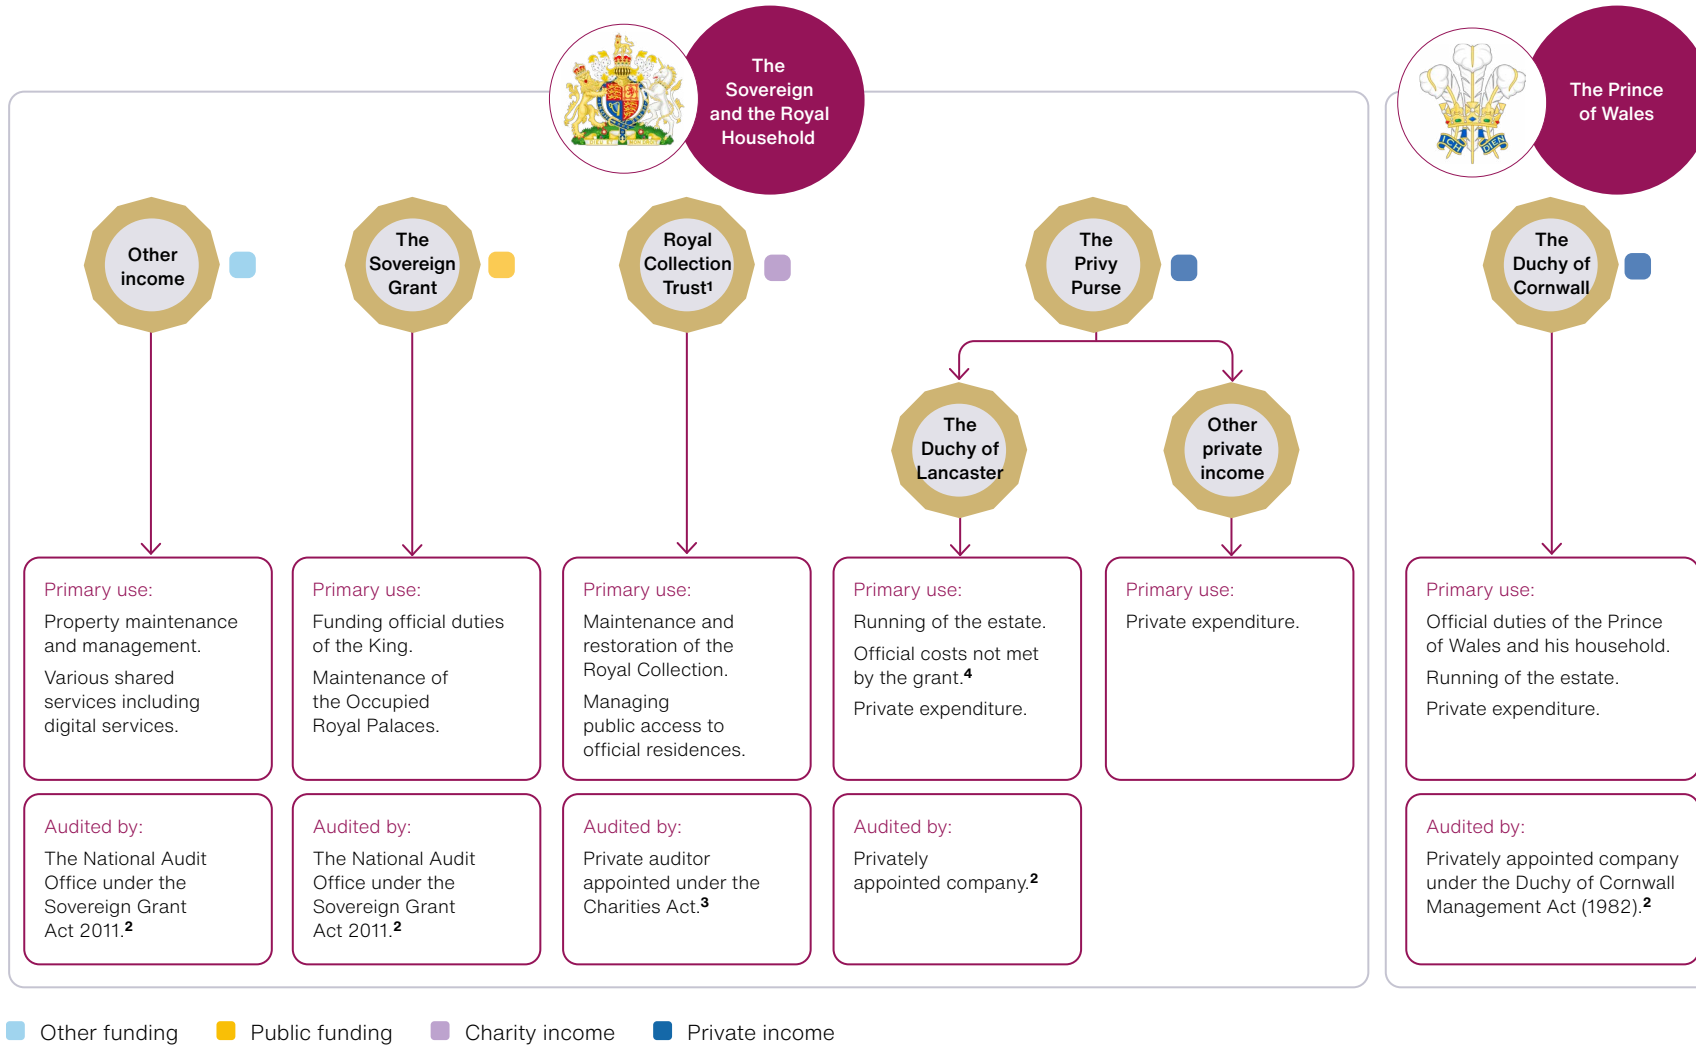 The
Sovereign
and the Royal
Household
The Prince
of Wales
ICH
DIEN
Other
income
The
Sovereign
Grant
Royal
Collection
Trust¹
The
Privy
Purse
The
Duchy of
Cornwall
The
Duchy of
Lancaster
Other
private
income
Primary use:
Property maintenance
and management.
Various shared
services including
digital services.
Primary use:
Funding official duties
of the King.
Maintenance of
the Occupied
Royal Palaces.
Primary use:
Maintenance and
restoration of the
Royal Collection.
Managing
public access to
official residences.
Primary use:
Running of the estate.
Official costs not met
by the grant.⁴
Private expenditure.
Primary use:
Private expenditure.
Primary use:
Official duties of the Prince
of Wales and his household.
Running of the estate.
Private expenditure.
Audited by:
The National Audit
Office under the
Sovereign Grant
Act 2011.²
Audited by:
The National Audit
Office under the
Sovereign Grant
Act 2011.²
Audited by:
Private auditor
appointed under the
Charities Act.³
Audited by:
Privately
appointed company.²
Audited by:
Privately appointed company
under the Duchy of Cornwall
Management Act (1982).²
Other funding
Public funding
Charity income
Private income